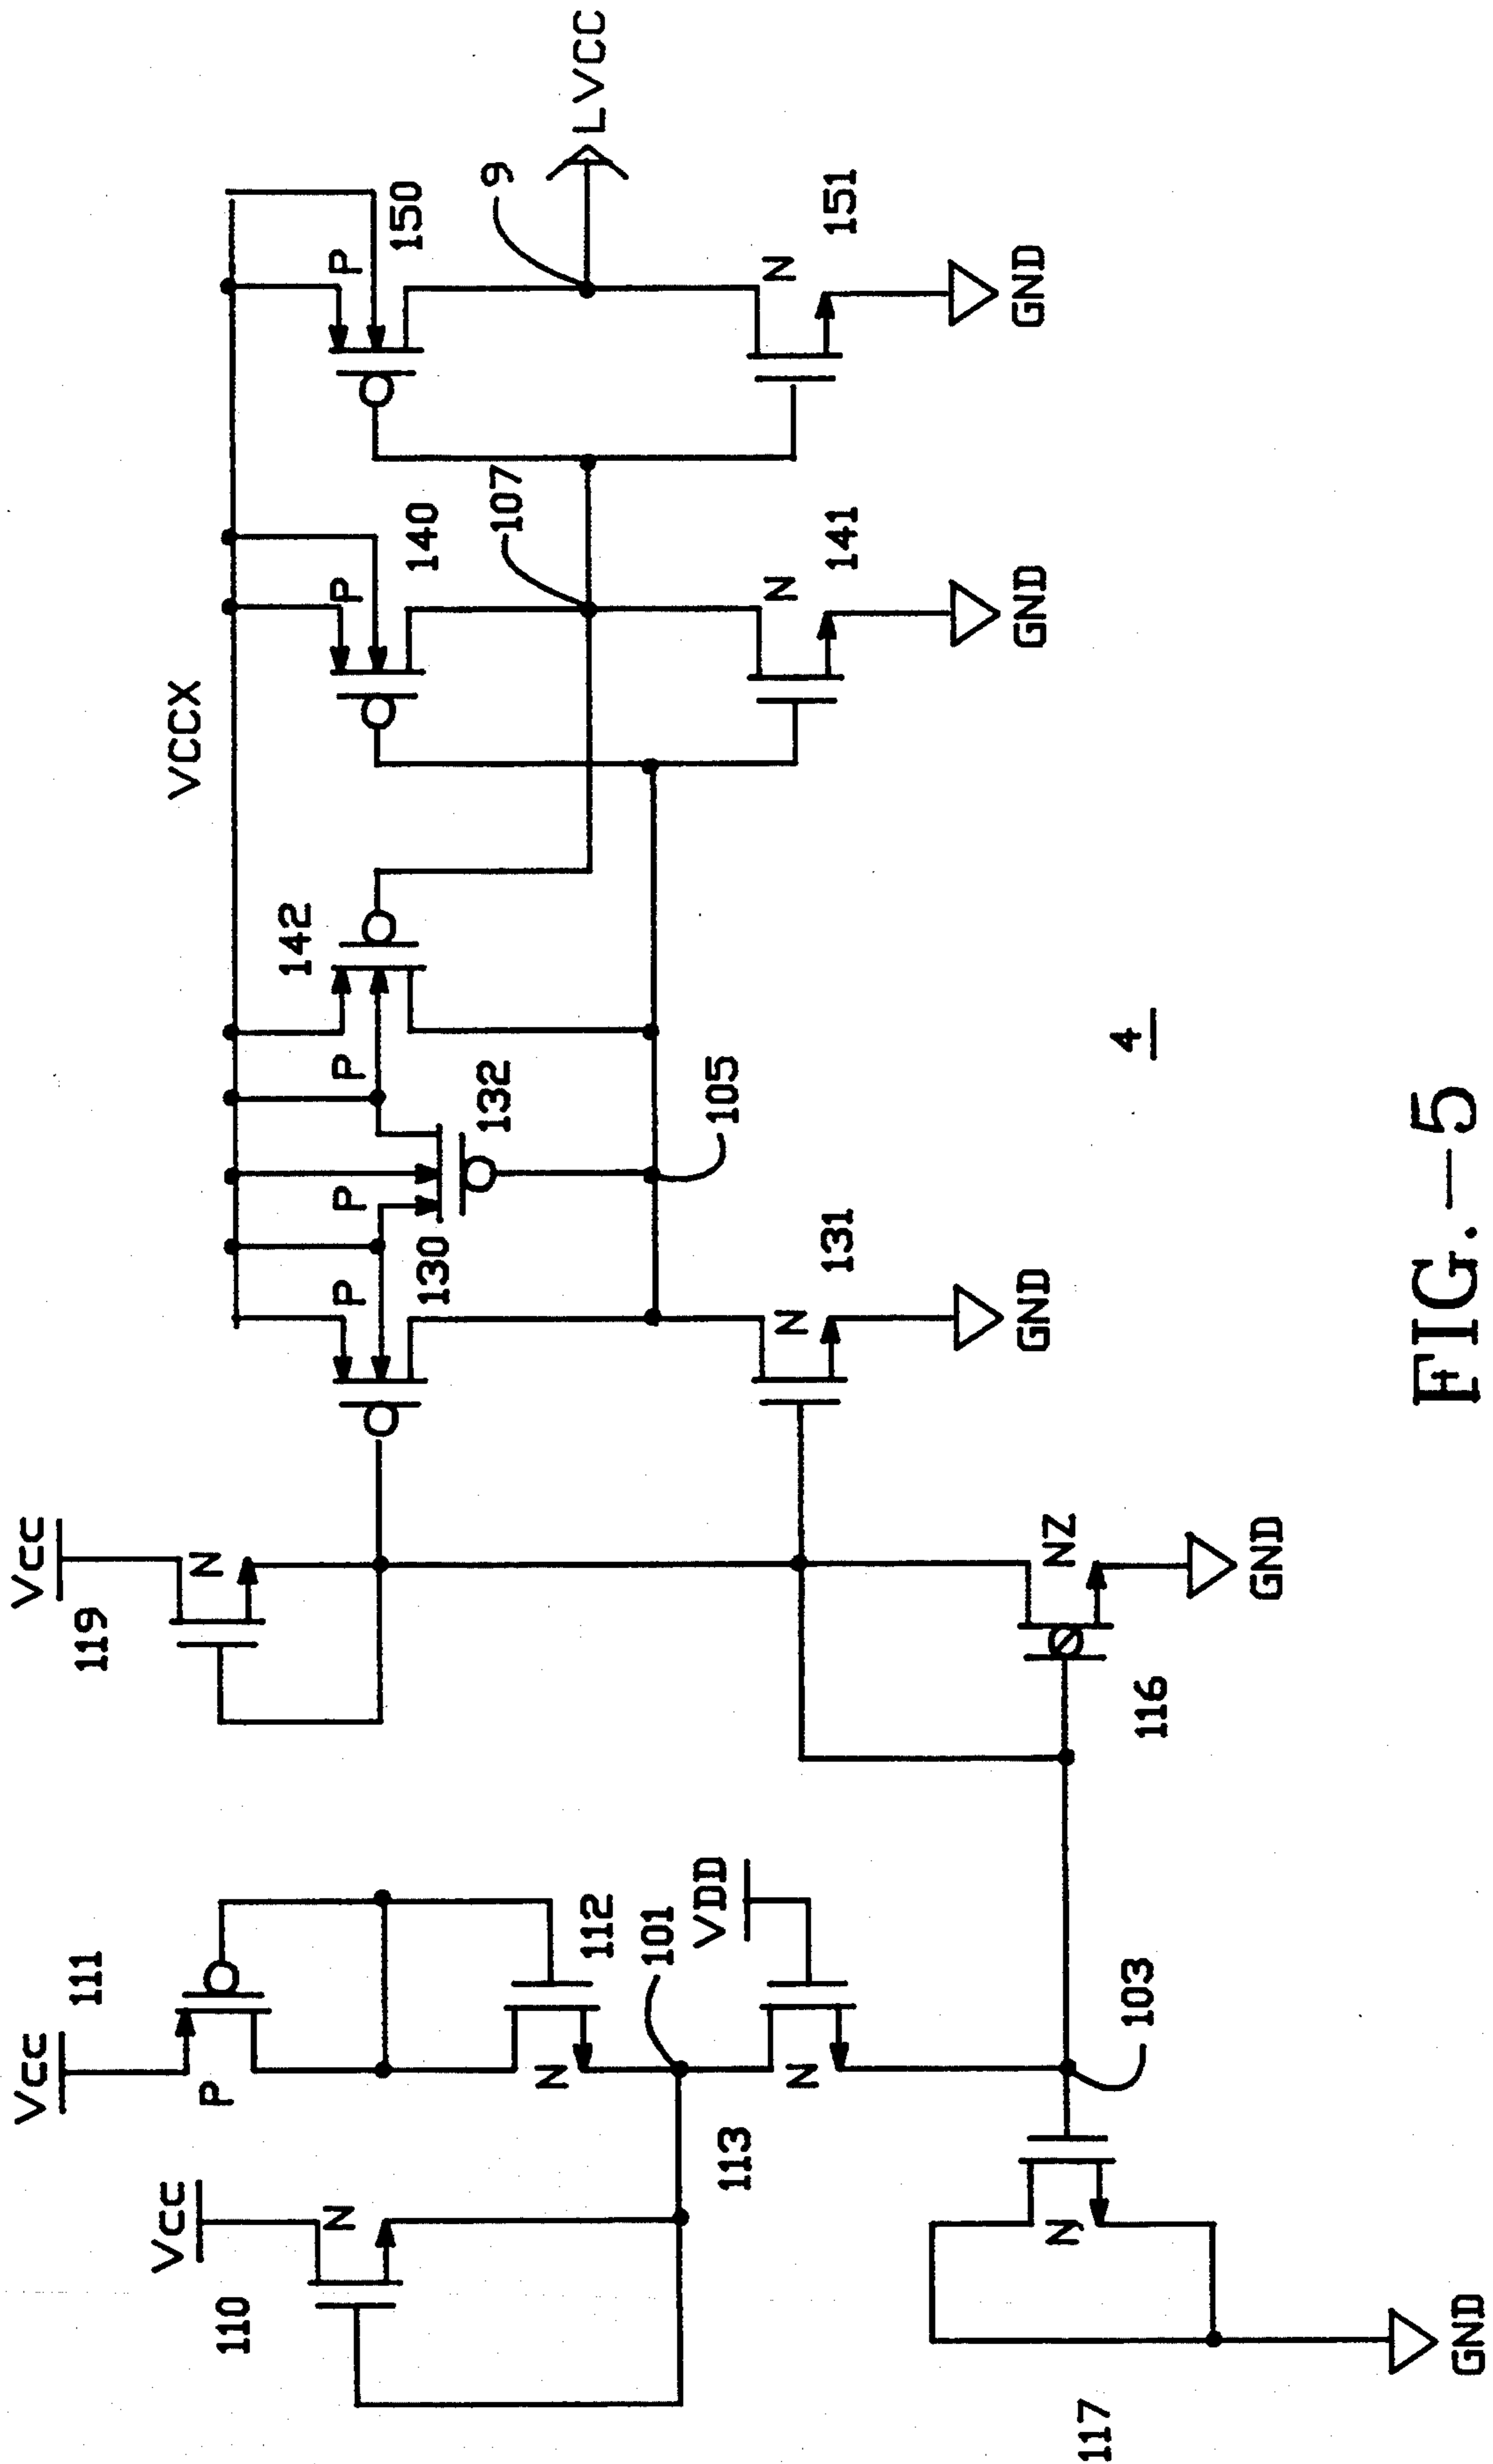 VCCX
Vcc
119
N
Vcc
111
P
Vcc
110
N
112
N
101
VDD
113
N
103
117
N
GND
116
NZ
GND
P
130
P
132
P
142
105
131
N
GND
P
140
107
N
141
GND
P
150
9
LVCC
N
151
GND
4
FIG.-5